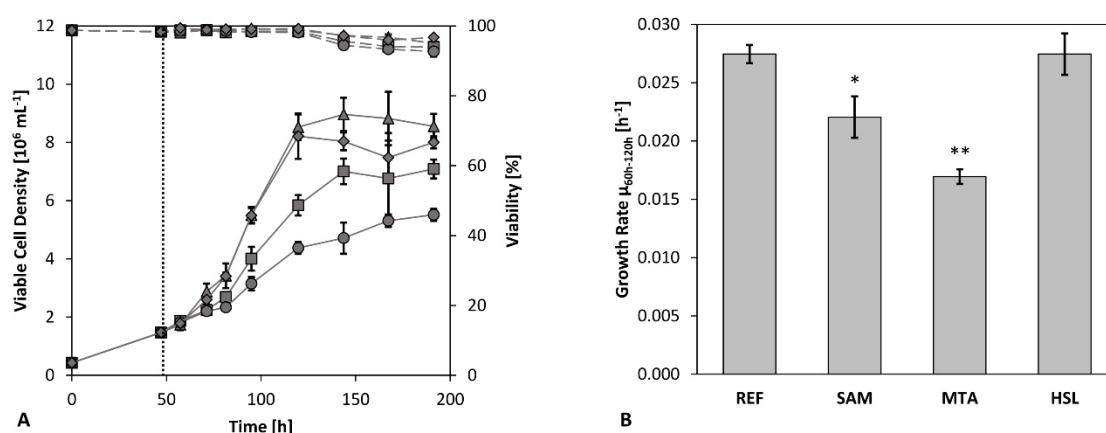 12
10
8
6
4
2
0
Viable Cell Density [10⁶ mL⁻¹]
100
80
60
40
20
0
Viability [%]
0
50
100
150
200
Time [h]
A
0.030
0.025
0.020
0.015
0.010
0.005
0.000
Growth Rate μ60h-120h [h⁻¹]
*
**
REF
SAM
MTA
HSL
B